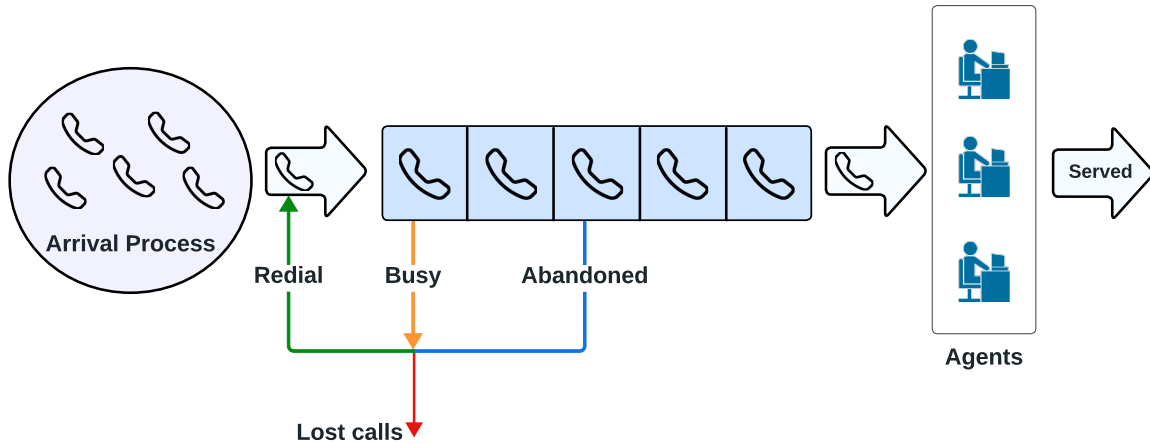 Served
Arrival Process
Redial
Busy
Abandoned
Agents
Lost calls